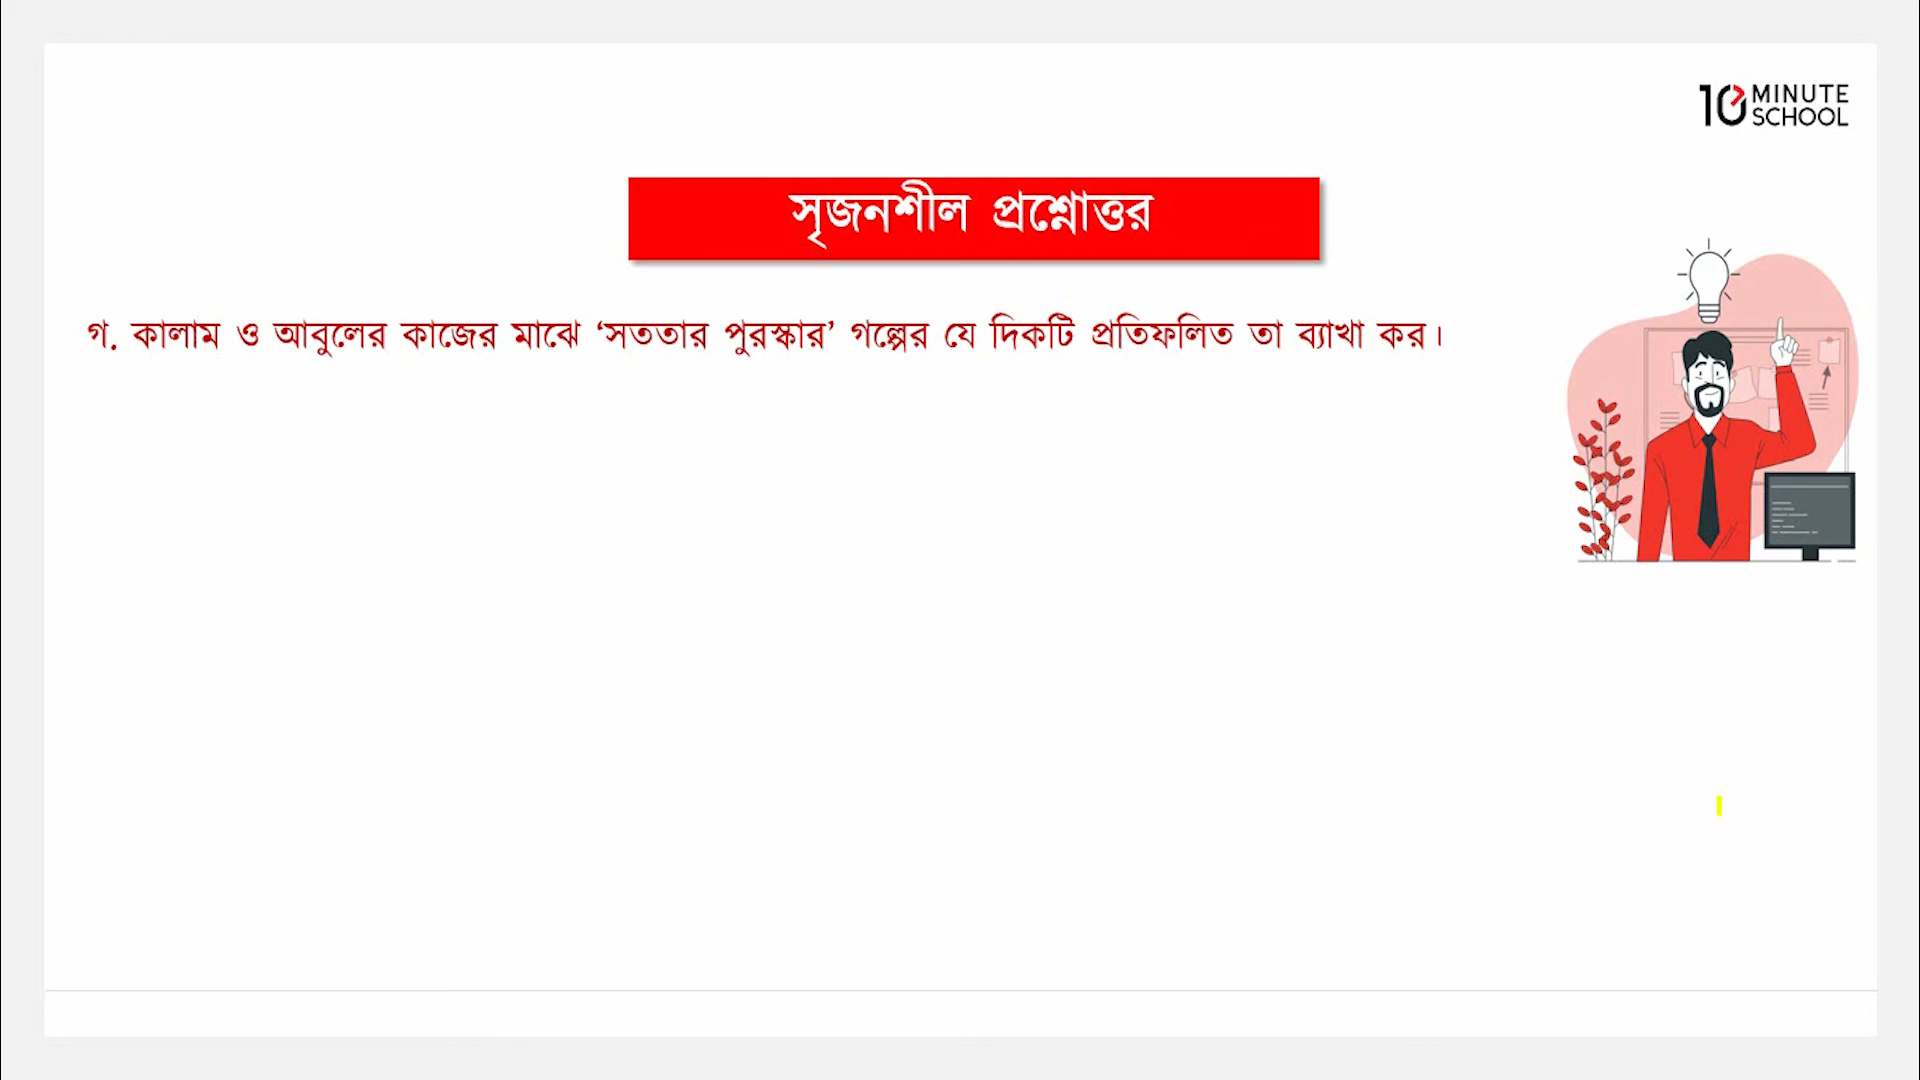 10 MINUTE
SCHOOL
সৃজনশীল প্রশ্নোত্তর
গ. কালাম ও আবুলের কাজের মাঝে ‘সততার পুরস্কার’ গল্পের যে দিকটি প্রতিফলিত তা ব্যাখা কর।